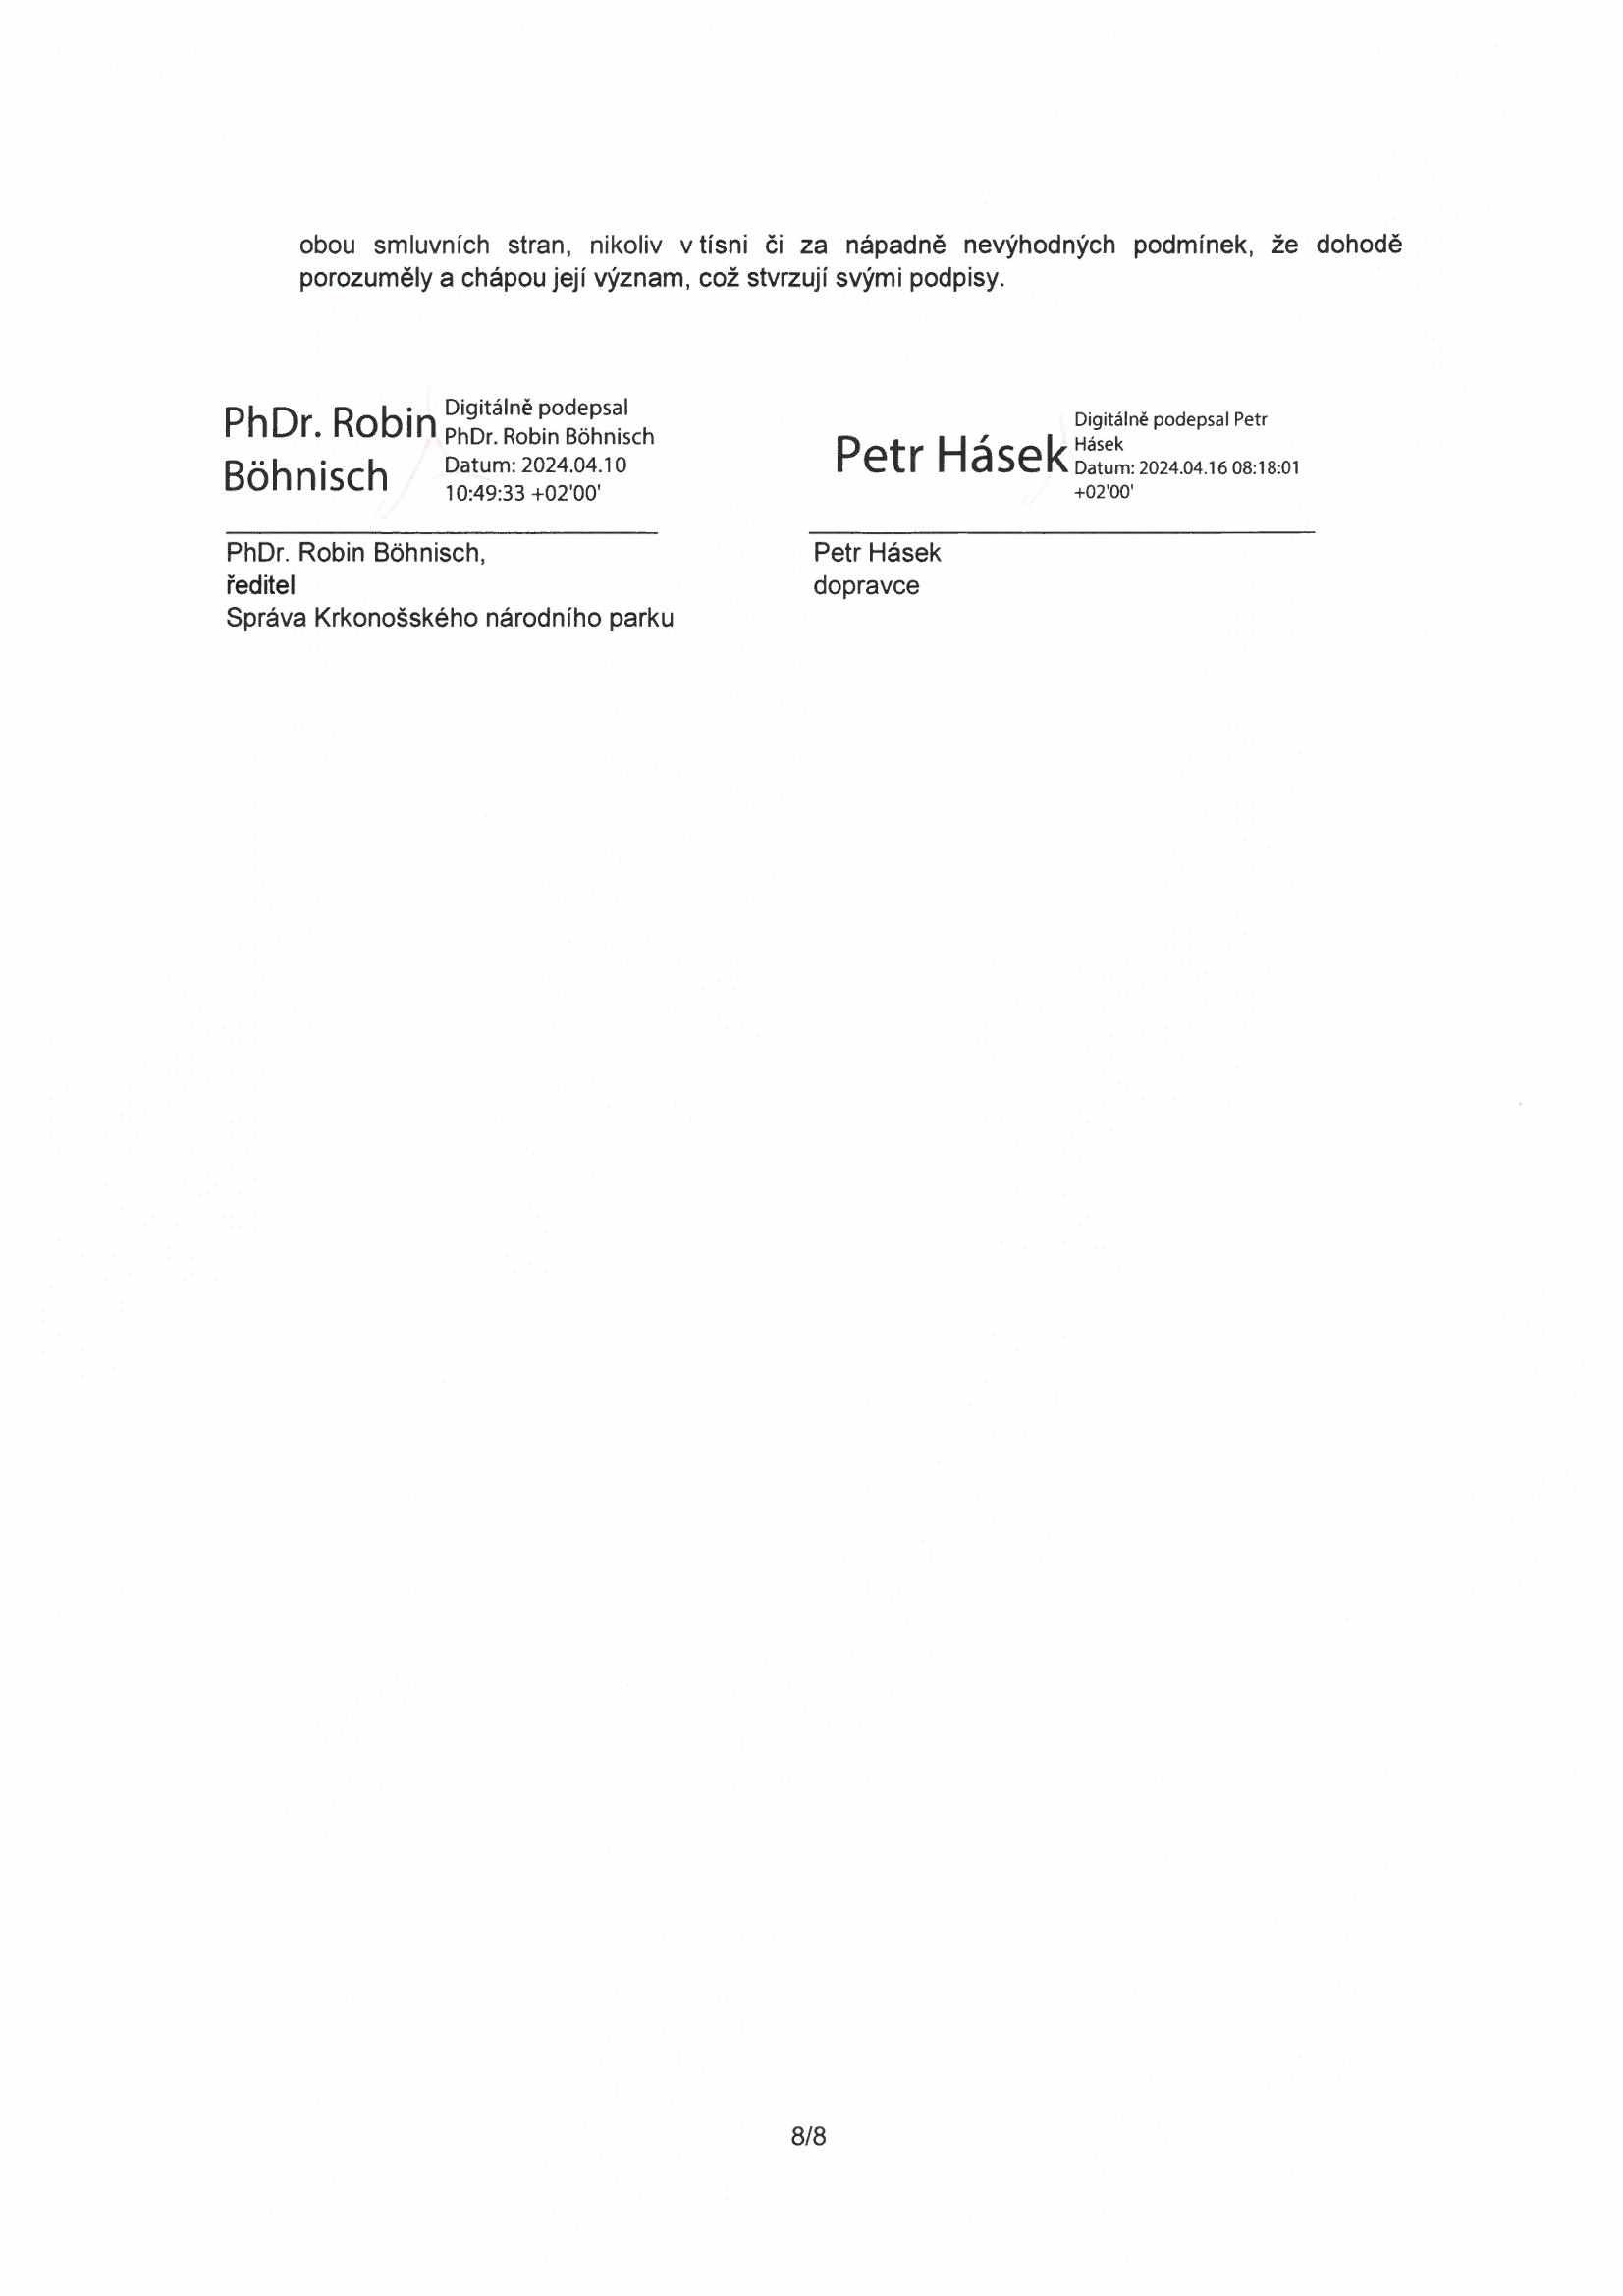 obou smluvních stran, nikoliv v tísni či za nápadně nevýhodných podmínek, že dohodě
porozuměly a chápou její význam, což stvrzují svými podpisy.
PhDr. Robin
Böhnisch
Digitálně podepsal
PhDr. Robin Böhnisch
Datum: 2024.04.10
10:49:33 +02'00'
PhDr. Robin Böhnisch,
ředitel
Správa Krkonošského národního parku
Petr Hásek
Digitálně podepsal Petr
Hásek
Datum: 2024.04.16 08:18:01
+02'00'
Petr Hásek
dopravce
8/8